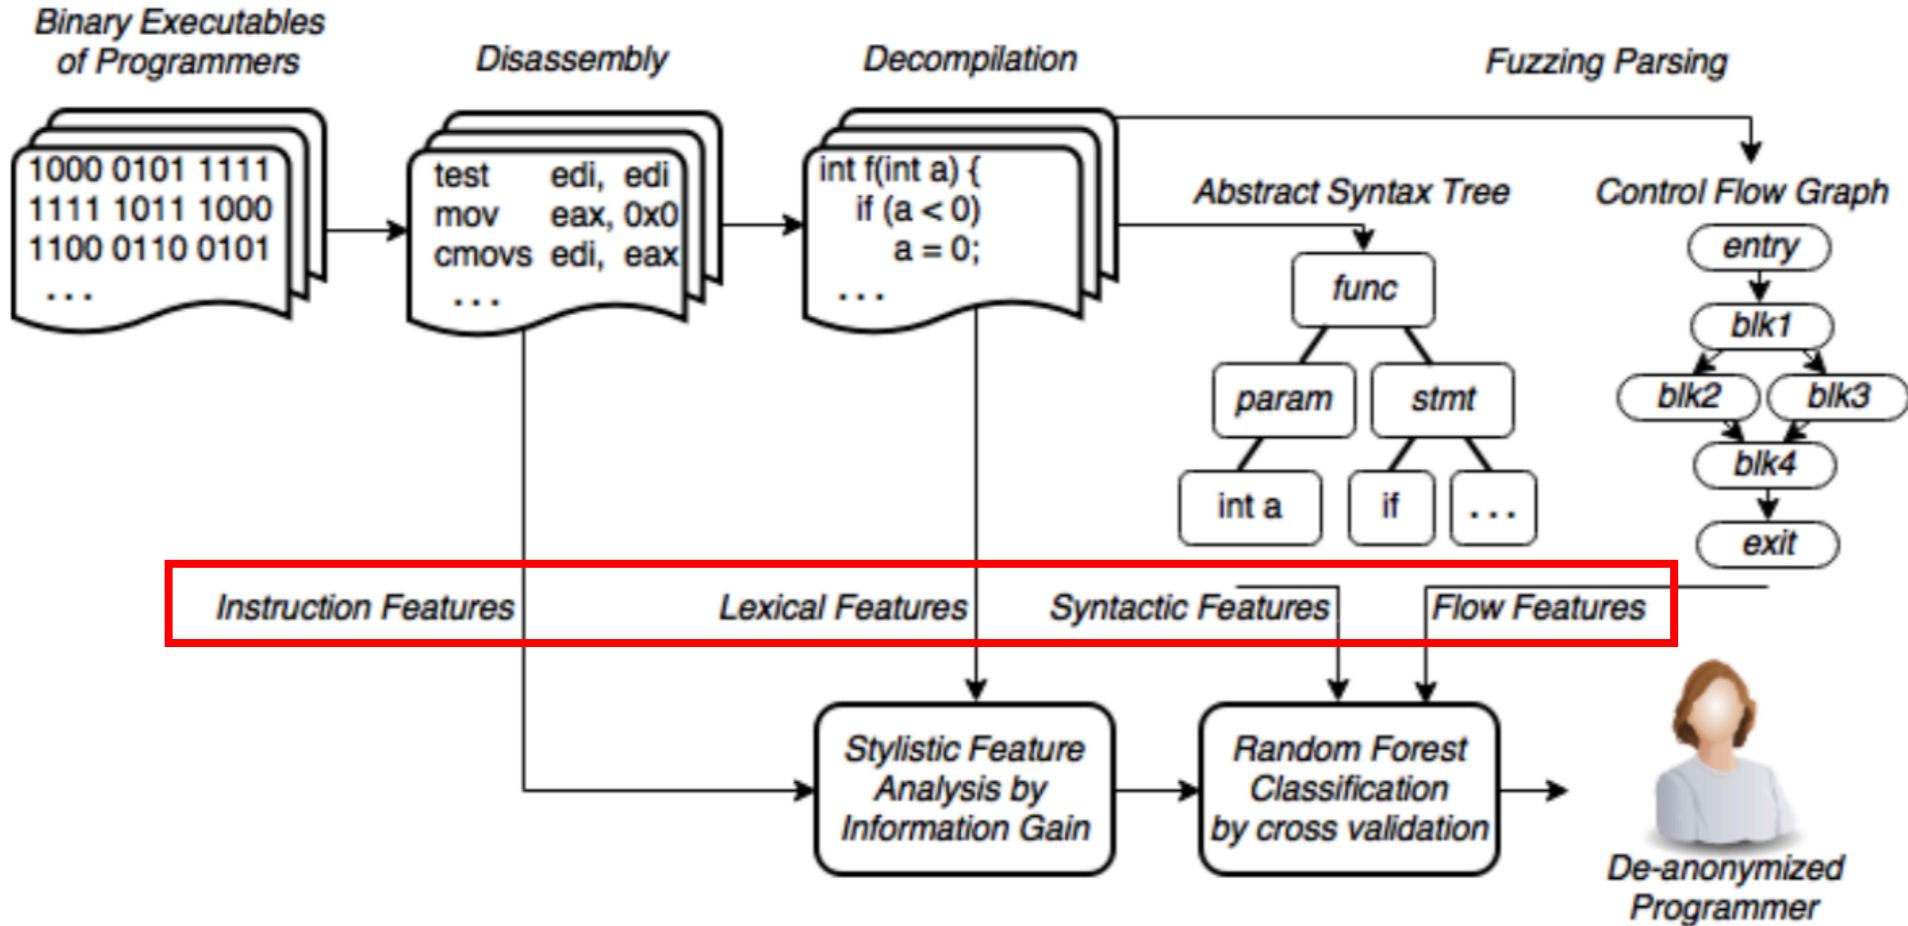 Binary Executables
of Programmers
Disassembly
Decompilation
Fuzzing Parsing
1000 0101 1111
1111 1011 1000
1100 0110 0101
...
test edi, edi
mov eax, 0x0
cmovs edi, eax
...
int f(int a) {
if (a < 0)
a = 0;
...
Abstract Syntax Tree
func
param
stmt
int a
if
...
Control Flow Graph
entry
blk1
blk2
blk3
blk4
exit
Instruction Features
Lexical Features
Syntactic Features
Flow Features
Stylistic Feature
Analysis by
Information Gain
Random Forest
Classification
by cross validation
De-anonymized
Programmer